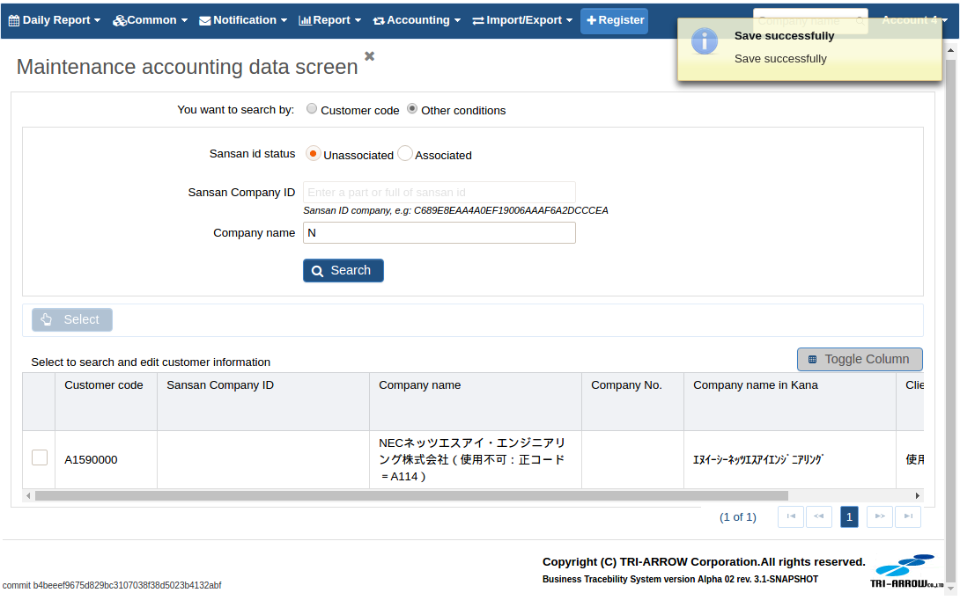 Daily Report Common Notification Report Accounting Import/Export + Register Company name Account 4
Save successfully
Save successfully
Maintenance accounting data screen
You want to search by: Customer code Other conditions
Sansan id status Unassociated Associated
Sansan Company ID Enter a part or full of sansan id
Sansan ID company, e.g: C689E8EAA4A0EF19006AAAF6A2DCCCEA
Company name N
Search
Select
Select to search and edit customer information Toggle Column
Customer code Sansan Company ID Company name Company No. Company name in Kana Clie
A1590000 NECネッツエスアイ・エンジニアリ ｴﾇｲｰｼｰﾈｯﾂｴｽｱｲｴﾝｼﾞﾆｱﾘﾝｸﾞ 使用
ング株式会社（使用不可：正コード
＝A114）
(1 of 1) 1
Copyright (C) TRI-ARROW Corporation.All rights reserved.
Business Tracebility System version Alpha 02 rev. 3.1-SNAPSHOT
TRI-ARROW Co.,LTD
commit b4beeef9675d829bc3107038f38d5023b4132abf